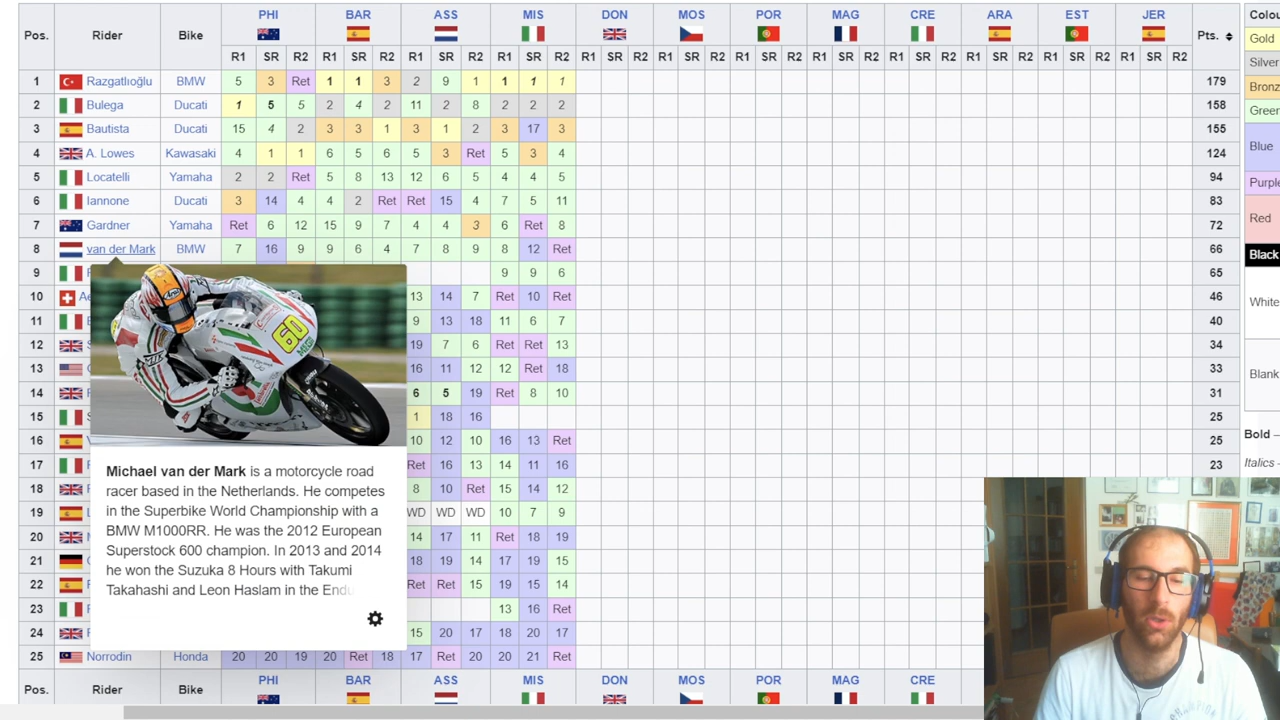 Pos. Rider Bike PHI BAR ASS MIS DON MOS POR MAG CRE ARA EST JER Pts. Colou
R1 SR R2 R1 SR R2 R1 SR R2 R1 SR R2 R1 SR R2 R1 SR R2 R1 SR R2 R1 SR R2 R1 SR R2 R1 SR R2 R1 SR R2 R1 SR R2
1 Razgatlıoğlu BMW 5 3 Ret 1 1 3 2 9 1 1 1 1 179
2 Bulega Ducati 1 5 5 2 4 2 11 2 8 2 2 2 158
3 Bautista Ducati 15 4 2 3 3 1 3 1 2 3 17 3 155
4 A. Lowes Kawasaki 4 1 1 6 5 6 5 3 Ret 5 3 4 124
5 Locatelli Yamaha 2 2 Ret 5 8 13 12 6 5 4 4 5 94
6 Iannone Ducati 3 14 4 4 2 Ret Ret 15 4 7 5 11 83
7 Gardner Yamaha Ret 6 12 15 9 7 4 4 3 6 Ret 8 72
8 van der Mark BMW 7 16 9 9 6 4 7 8 9 8 12 Ret 66
9 9 9 6 65
10 13 14 7 Ret 10 Ret 46
11 9 13 18 11 6 7 40
12 19 7 6 Ret Ret 13 34
13 16 11 12 12 Ret 18 33
14 6 5 19 Ret 8 10 31
15 1 18 16 25
16 10 12 10 16 13 Ret 25
17 Ret 16 13 14 11 16 23
18 8 10 Ret 15 14 12
19 WD WD WD 10 7 9
20 14 17 11 Ret 18 19
21 18 19 14 17 19 15
22 Ret Ret 15 19 15 14
23 13 16 Ret
24 15 20 17 18 20 17
25 Norrodin Honda 20 20 19 20 Ret 18 17 Ret 20 20 21 Ret
Pos. Rider Bike PHI BAR ASS MIS DON MOS POR MAG CRE
Gold
Silver
Bronz
Green
Blue
Purple
Red
Black
White
Blank
Bold –
Italics -
60
Michael van der Mark is a motorcycle road
racer based in the Netherlands. He competes
in the Superbike World Championship with a
BMW M1000RR. He was the 2012 European
Superstock 600 champion. In 2013 and 2014
he won the Suzuka 8 Hours with Takumi
Takahashi and Leon Haslam in the Endu